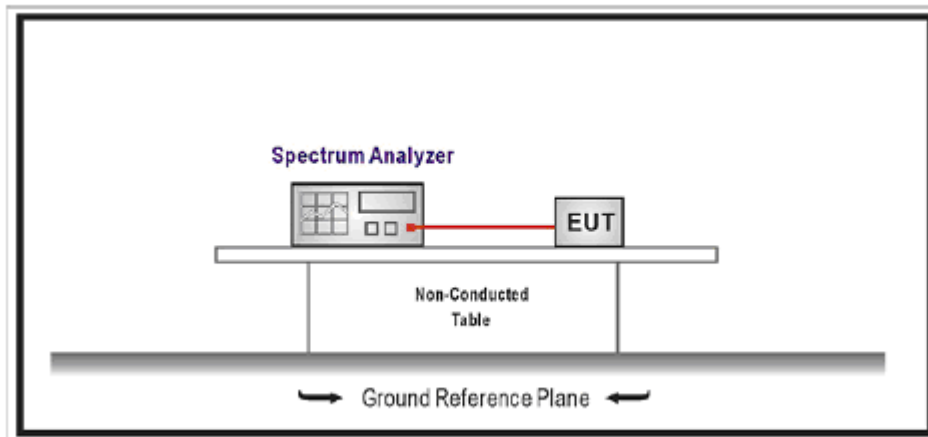 Spectrum Analyzer
EUT
Non-Conducted
Table
Ground Reference Plane